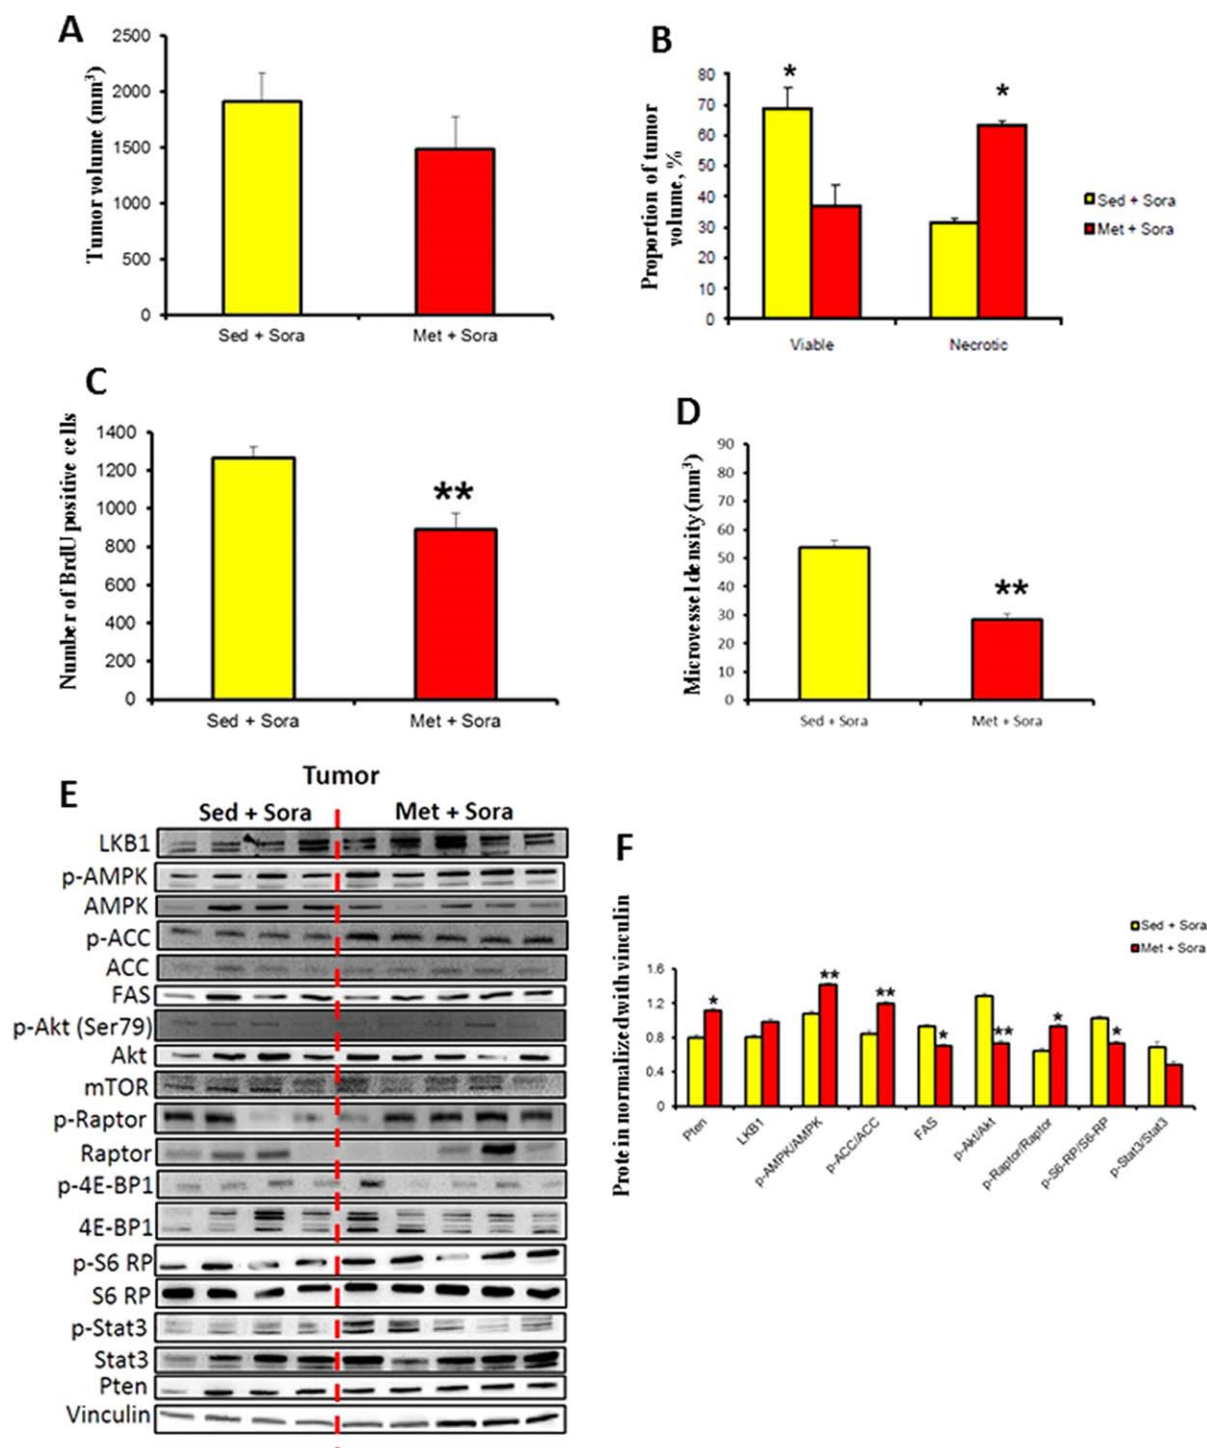 A
Tumor volume (mm³)
2500
2000
1500
1000
500
0
Sed + Sora
Met + Sora
B
Proportion of tumor
volume, %
80
70
60
50
40
30
20
10
0
*
*
Viable
Necrotic
Sed + Sora
Met + Sora
C
Number of BrdU positive cells
1400
1200
1000
800
600
400
200
0
**
Sed + Sora
Met + Sora
D
Microvessel density (mm³)
90
80
70
60
50
40
30
20
10
0
**
Sed + Sora
Met + Sora
E
Tumor
Sed + Sora
Met + Sora
LKB1
p-AMPK
AMPK
p-ACC
ACC
FAS
p-Akt (Ser79)
Akt
mTOR
p-Raptor
Raptor
p-4E-BP1
4E-BP1
p-S6 RP
S6 RP
p-Stat3
Stat3
Pten
Vinculin
F
Protein normalized with vinculin
Sed + Sora
Met + Sora
1.6
1.2
0.8
0.4
0
*
**
**
*
**
*
*
Pten
LKB1
p-AMPK/AMPK
p-ACC/ACC
FAS
p-Akt/Akt
p-Raptor/Raptor
p-S6-RP/S6-RP
p-Stat3/Stat3